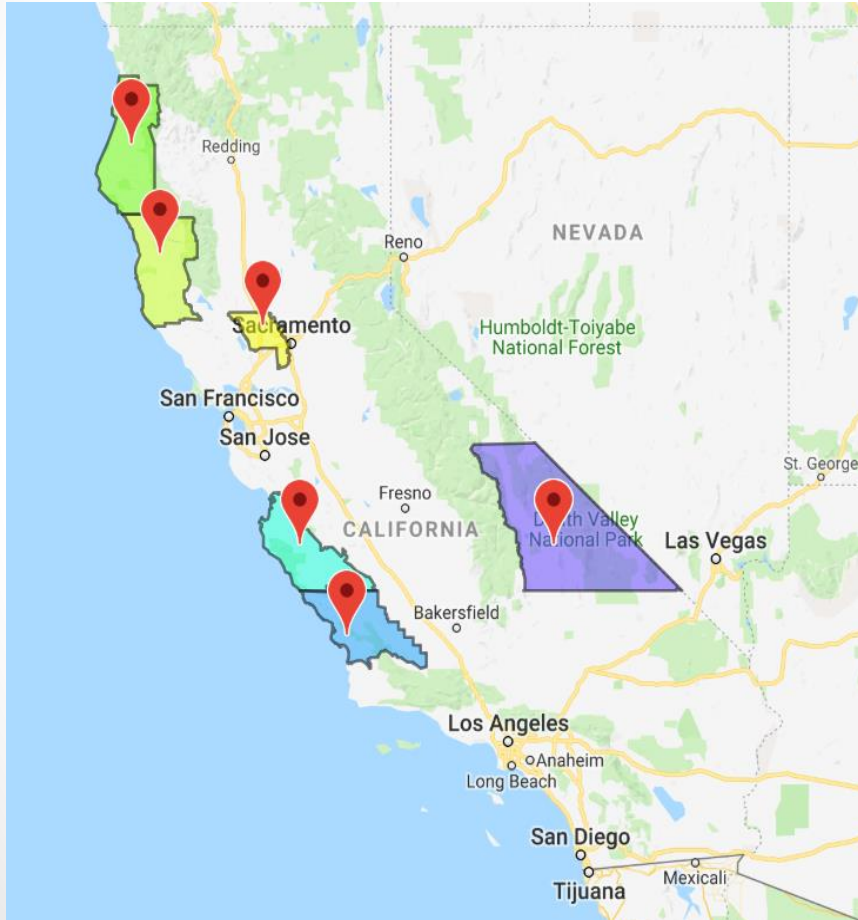 Redding
NEVADA
Reno
Humboldt-Toiyabe
National Forest
Sacramento
San Francisco
San Jose
St. George
Fresno
CALIFORNIA
Death Valley
National Park
Las Vegas
Bakersfield
Los Angeles
Anaheim
Long Beach
San Diego
Mexicali
Tijuana